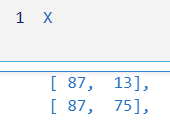 1 X
[ 87, 13],
[ 87, 75],